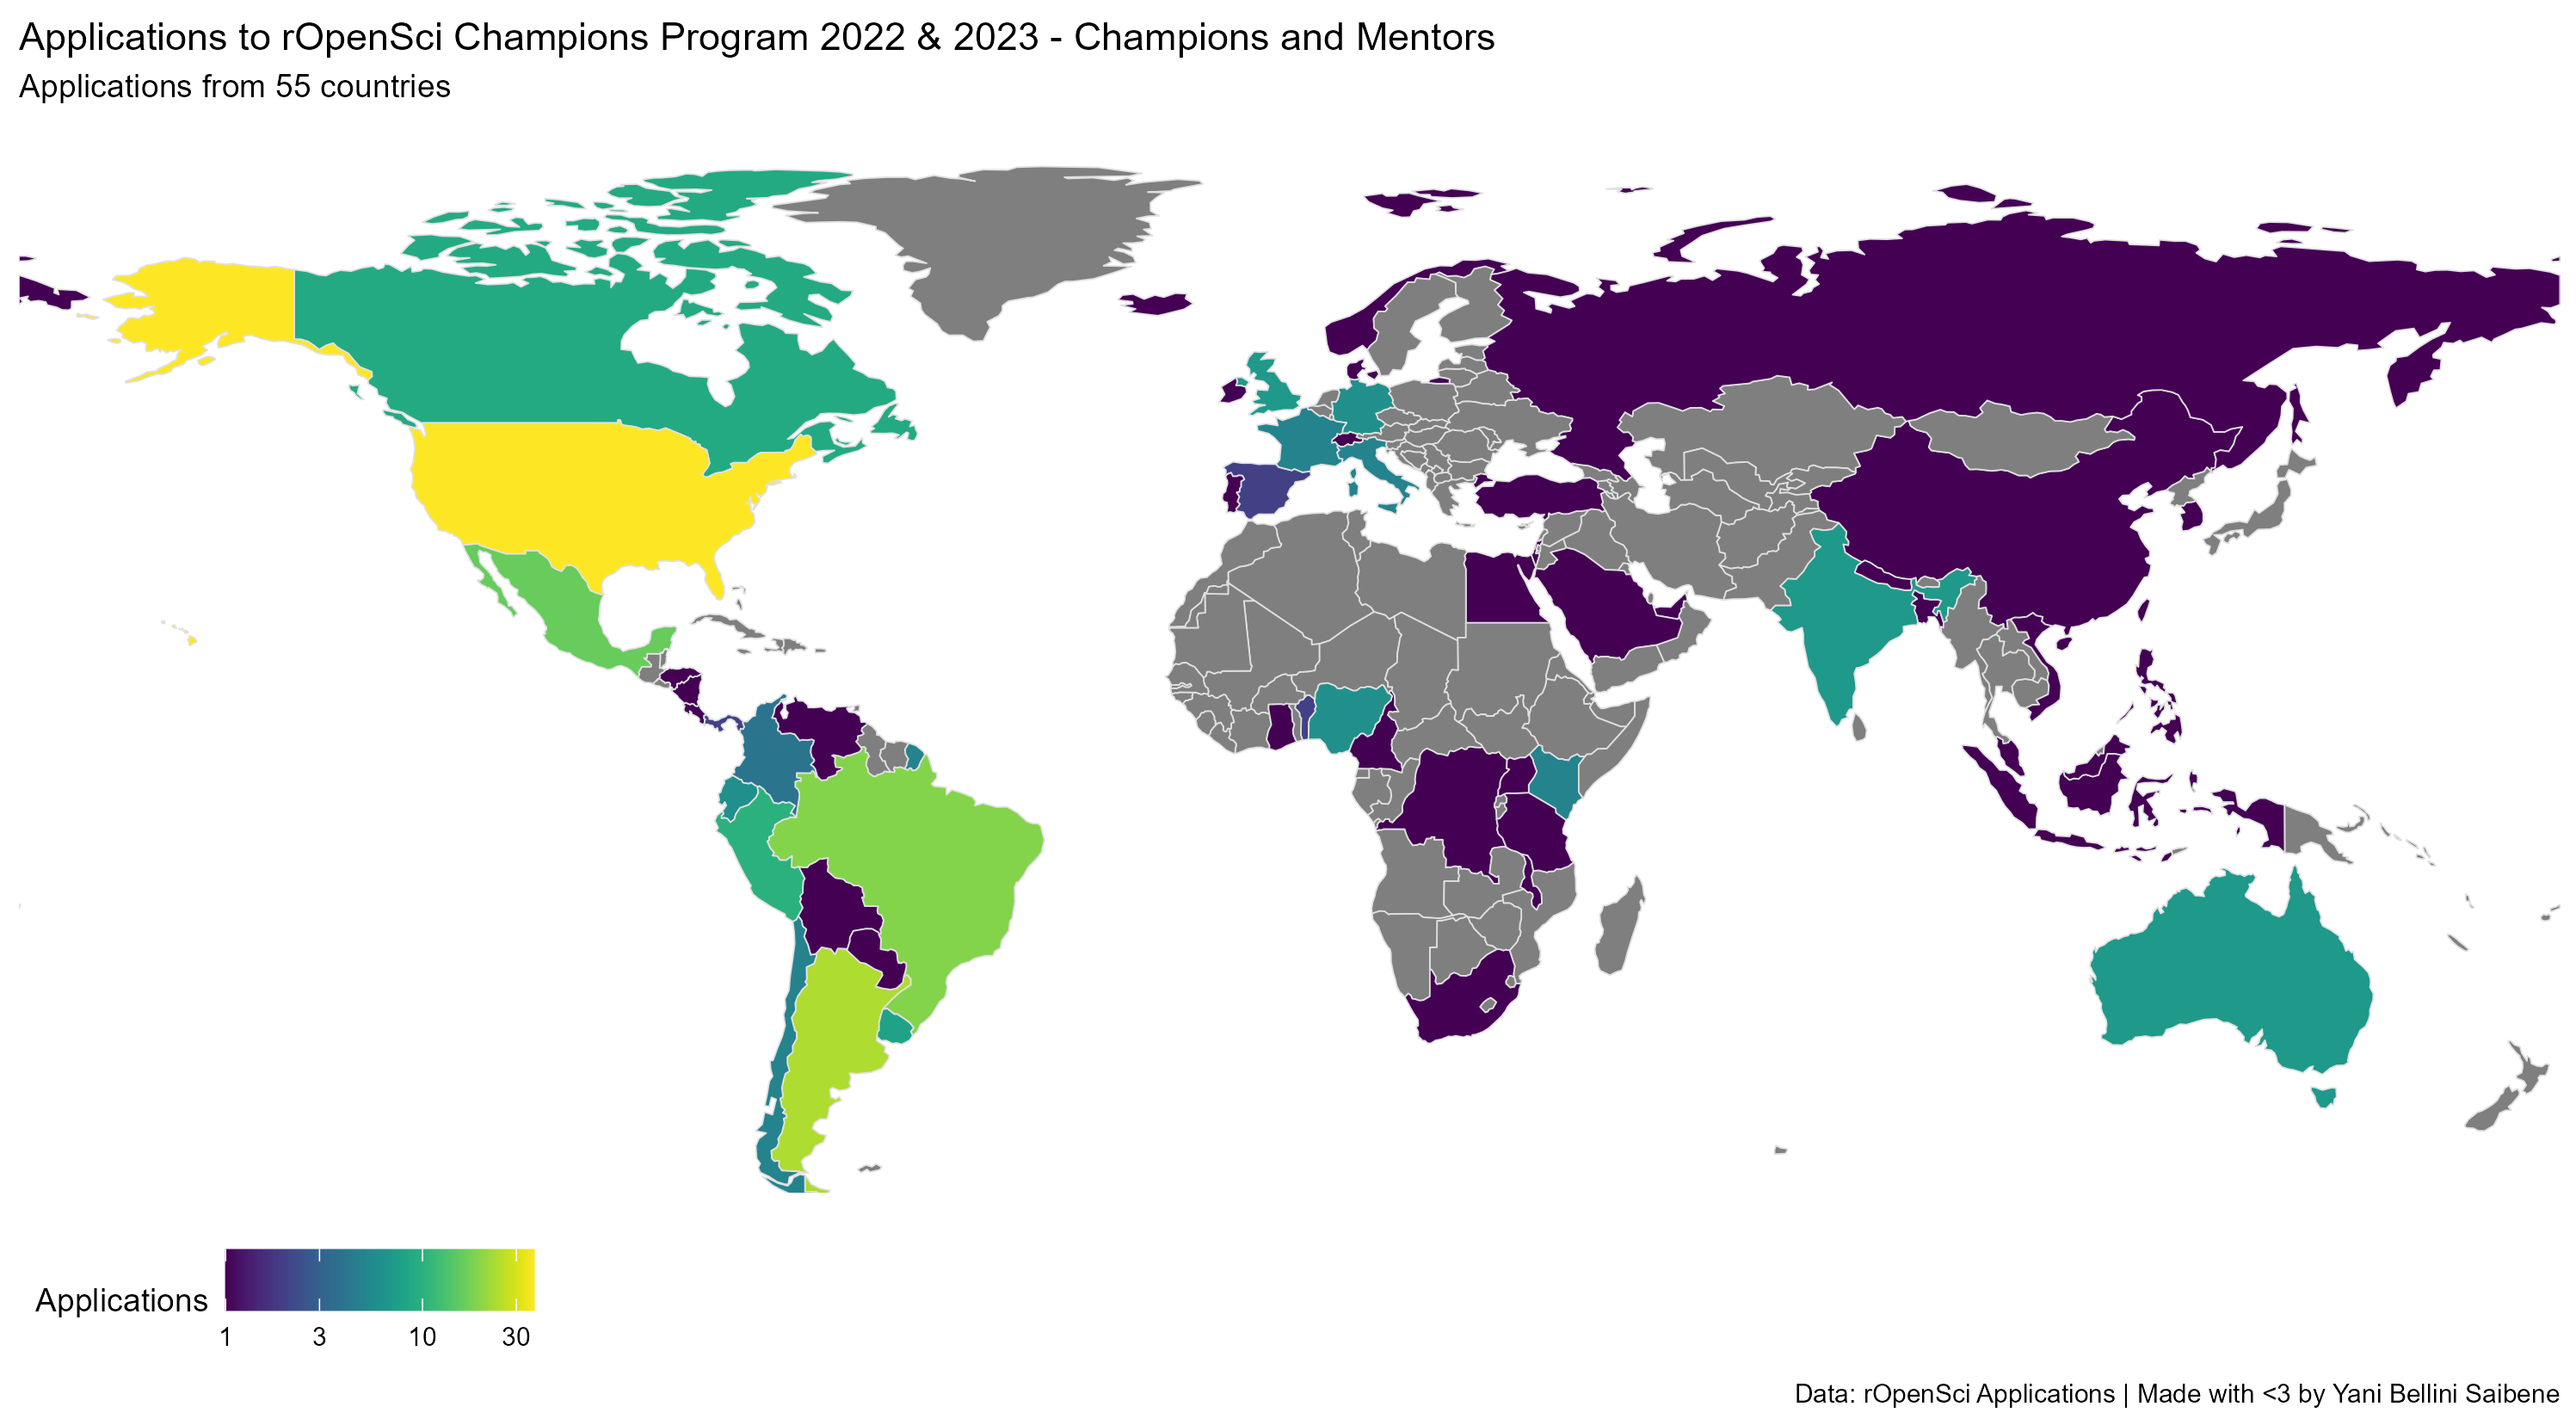 Applications to rOpenSci Champions Program 2022 & 2023 - Champions and Mentors
Applications from 55 countries
Applications
1 3 10 30
Data: rOpenSci Applications | Made with <3 by Yani Bellini Saibene